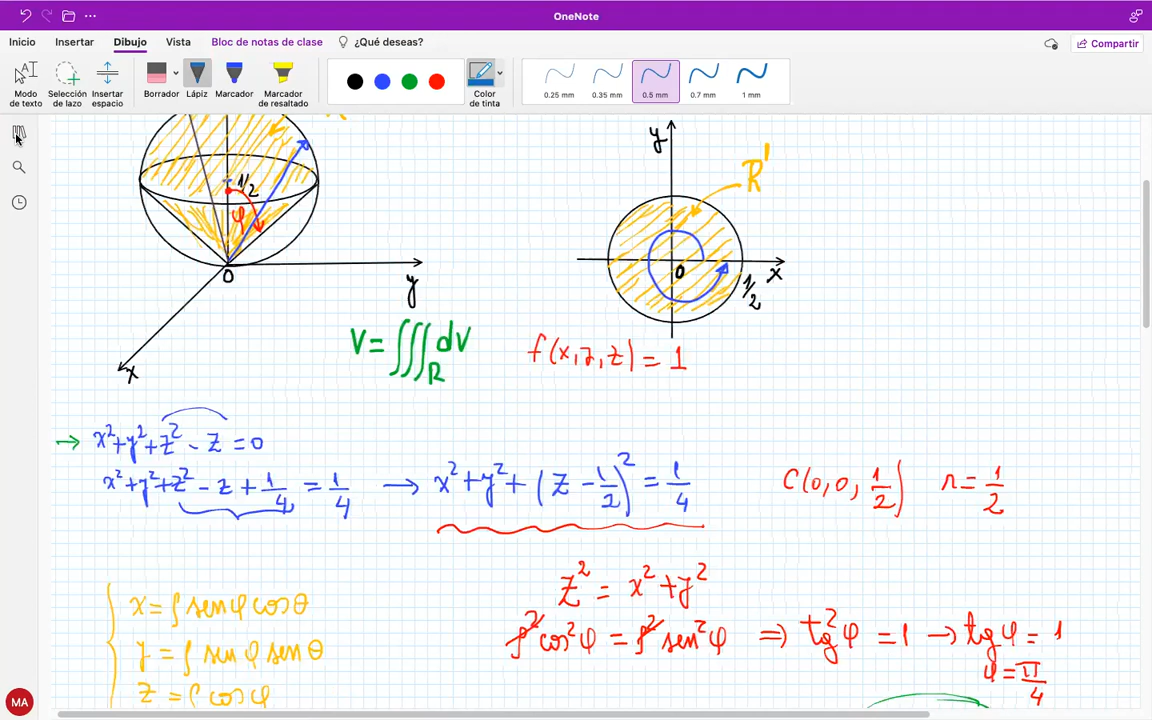 OneNote
Inicio Insertar Dibujo Vista Bloc de notas de clase ¿Qué deseas? Compartir
Modo de texto Selección de lazo Insertar espacio Borrador Lápiz Marcador Marcador de resaltado Color de tinta 0.25 mm 0.35 mm 0.5 mm 0.7 mm 1 mm
1/2
φ
0
y
x
y
R'
0
x
1/2
V = ∭_R dV
f(x, y, z) = 1
→ x² + y² + z² - z = 0
x² + y² + z² - z + 1/4 = 1/4 → x² + y² + (z - 1/2)² = 1/4 C(0, 0, 1/2) r = 1/2
z² = x² + y²
x = ρ sen φ cos θ
ρ² cos² φ = ρ² sen² φ ⇒ tg² φ = 1 → tg φ = 1
y = ρ sen φ sen θ
φ = π/4
z = ρ cos φ
MA